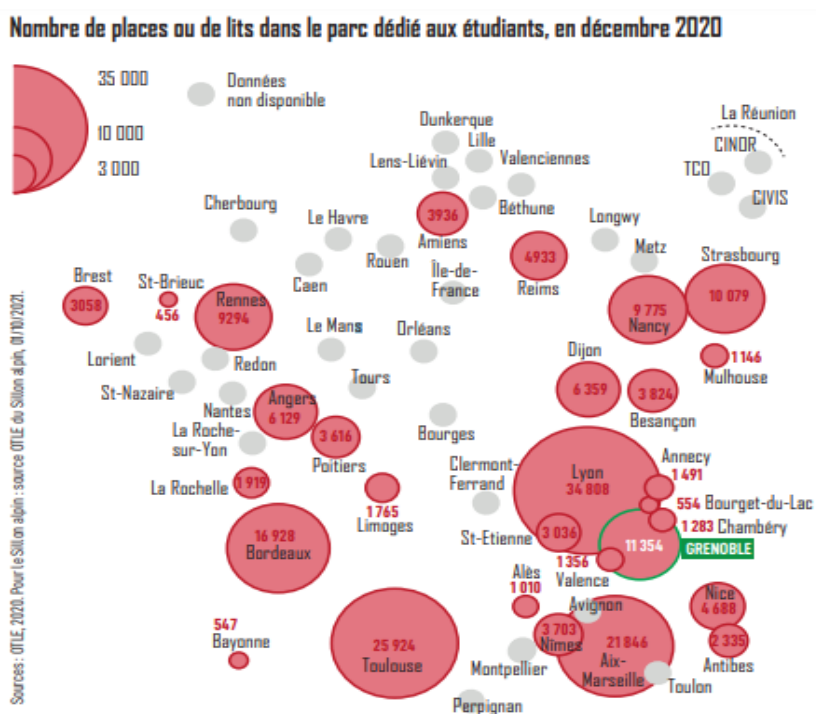 Nombre de places ou de lits dans le parc dédié aux étudiants, en décembre 2020
35 000
10 000
3 000
Données
non disponible
La Réunion
CINOR
TCO
CIVIS
Dunkerque
Lille
Lens-Liévin
Valenciennes
Béthune
Cherbourg
Le Havre
3936
Amiens
Rouen
Caen
Île-de-
France
4933
Reims
Longwy
Metz
Strasbourg
10 079
9 775
Nancy
Brest
3058
St-Brieuc
456
Rennes
9294
Lorient
Redon
St-Nazaire
Nantes
Le Mans
Orléans
Tours
Dijon
6 359
1 146
Mulhouse
3 824
Besançon
Angers
6 129
La Roche-
sur-Yon
3 616
Poitiers
Bourges
La Rochelle
1 919
1765
Limoges
Clermont-
Ferrand
Lyon
34 808
Annecy
1 491
554 Bourget-du-Lac
1 283 Chambéry
St-Etienne
3 036
11 354
GRENOBLE
1 356
Valence
16 928
Bordeaux
Alès
1 010
Avignon
Nice
4 688
2 335
Antibes
547
Bayonne
25 924
Toulouse
3 703
Nîmes
21 846
Aix-
Marseille
Montpellier
Toulon
Perpignan
Sources : OTLE, 2020. Pour le Sillon alpin : source OTLE du Sillon alpin, 01/10/2021.